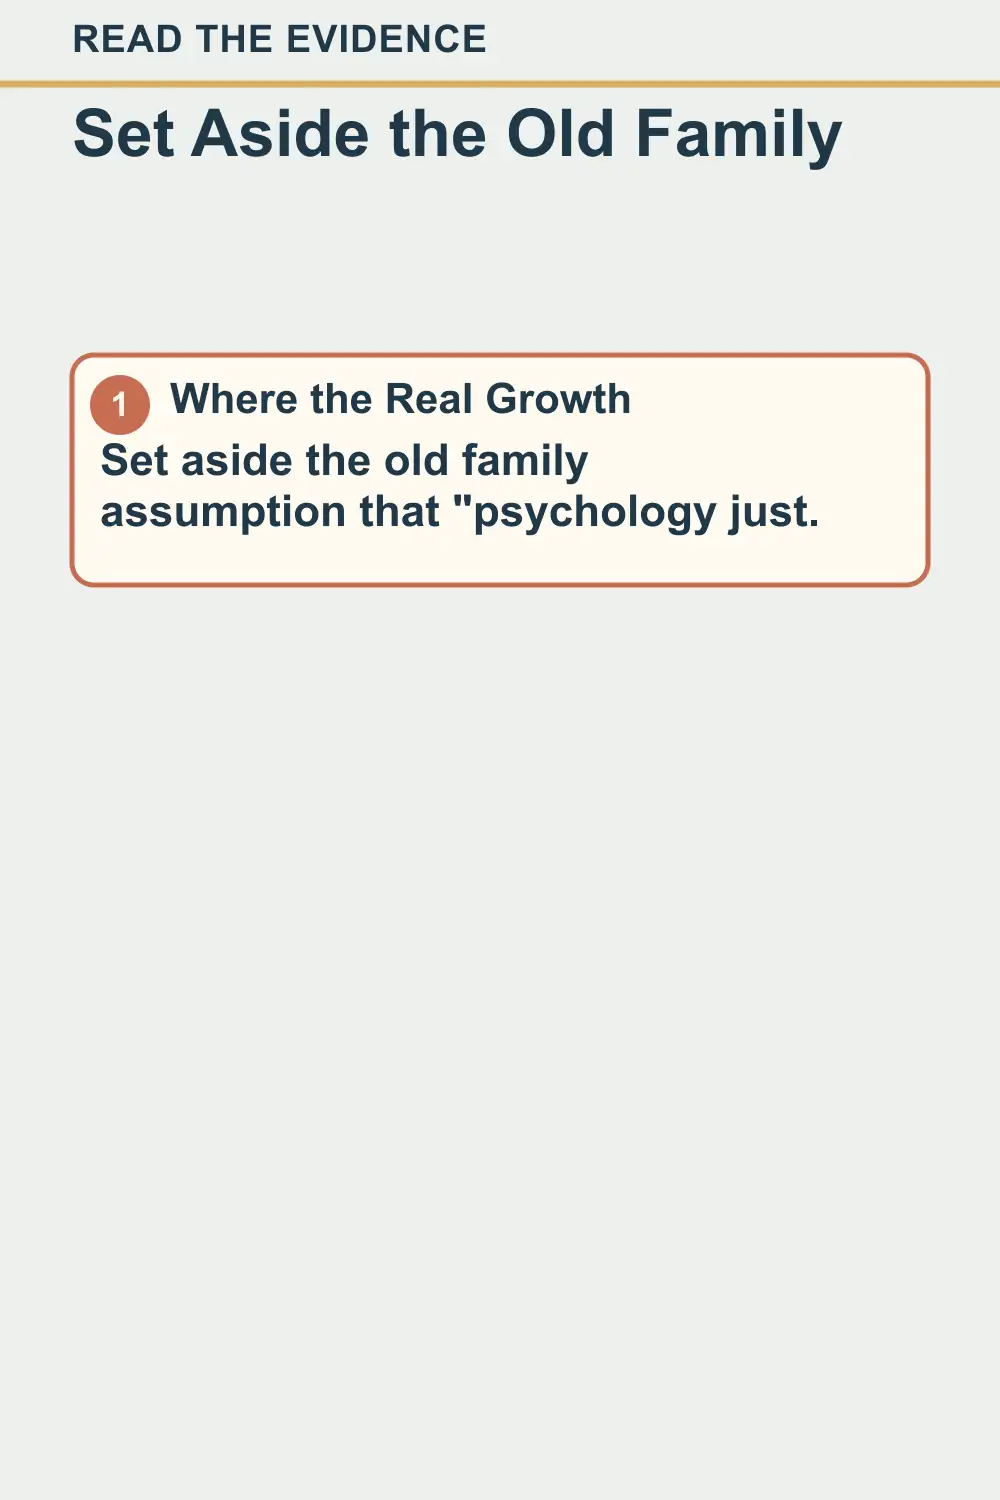 READ THE EVIDENCE
Set Aside the Old Family
1 Where the Real Growth
Set aside the old family
assumption that "psychology just.